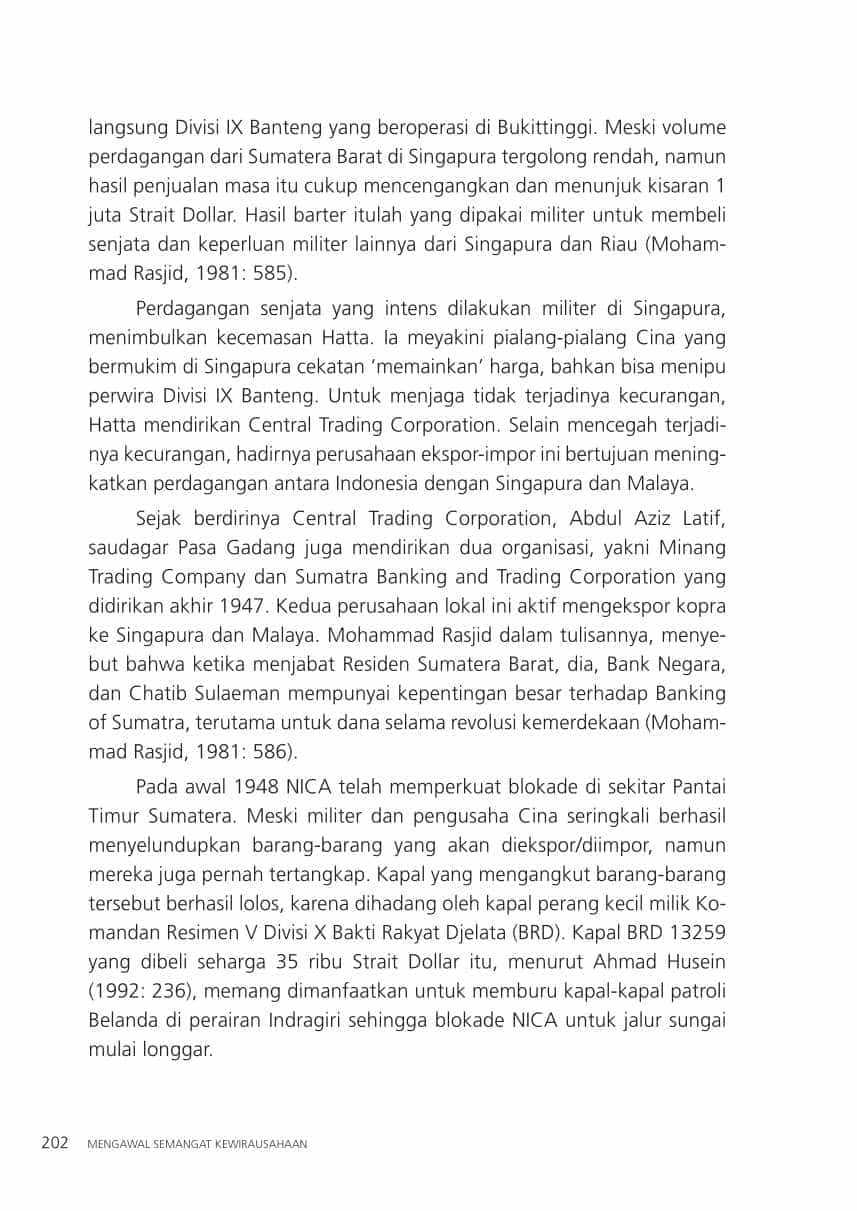 langsung Divisi IX Banteng yang beroperasi di Bukittinggi. Meski volume
perdagangan dari Sumatera Barat di Singapura tergolong rendah, namun
hasil penjualan masa itu cukup mencengangkan dan menunjuk kisaran 1
juta Strait Dollar. Hasil barter itulah yang dipakai militer untuk membeli
senjata dan keperluan militer lainnya dari Singapura dan Riau (Moham-
mad Rasjid, 1981: 585).
Perdagangan senjata yang intens dilakukan militer di Singapura,
menimbulkan kecemasan Hatta. Ia meyakini pialang-pialang Cina yang
bermukim di Singapura cekatan ‘memainkan’ harga, bahkan bisa menipu
perwira Divisi IX Banteng. Untuk menjaga tidak terjadinya kecurangan,
Hatta mendirikan Central Trading Corporation. Selain mencegah terjadi-
nya kecurangan, hadirnya perusahaan ekspor-impor ini bertujuan mening-
katkan perdagangan antara Indonesia dengan Singapura dan Malaya.
Sejak berdirinya Central Trading Corporation, Abdul Aziz Latif,
saudagar Pasa Gadang juga mendirikan dua organisasi, yakni Minang
Trading Company dan Sumatra Banking and Trading Corporation yang
didirikan akhir 1947. Kedua perusahaan lokal ini aktif mengekspor kopra
ke Singapura dan Malaya. Mohammad Rasjid dalam tulisannya, menye-
but bahwa ketika menjabat Residen Sumatera Barat, dia, Bank Negara,
dan Chatib Sulaeman mempunyai kepentingan besar terhadap Banking
of Sumatra, terutama untuk dana selama revolusi kemerdekaan (Moham-
mad Rasjid, 1981: 586).
Pada awal 1948 NICA telah memperkuat blokade di sekitar Pantai
Timur Sumatera. Meski militer dan pengusaha Cina seringkali berhasil
menyelundupkan barang-barang yang akan diekspor/diimpor, namun
mereka juga pernah tertangkap. Kapal yang mengangkut barang-barang
tersebut berhasil lolos, karena dihadang oleh kapal perang kecil milik Ko-
mandan Resimen V Divisi X Bakti Rakyat Djelata (BRD). Kapal BRD 13259
yang dibeli seharga 35 ribu Strait Dollar itu, menurut Ahmad Husein
(1992: 236), memang dimanfaatkan untuk memburu kapal-kapal patroli
Belanda di perairan Indragiri sehingga blokade NICA untuk jalur sungai
mulai longgar.
202 MENGAWAL SEMANGAT KEWIRAUSAHAAN